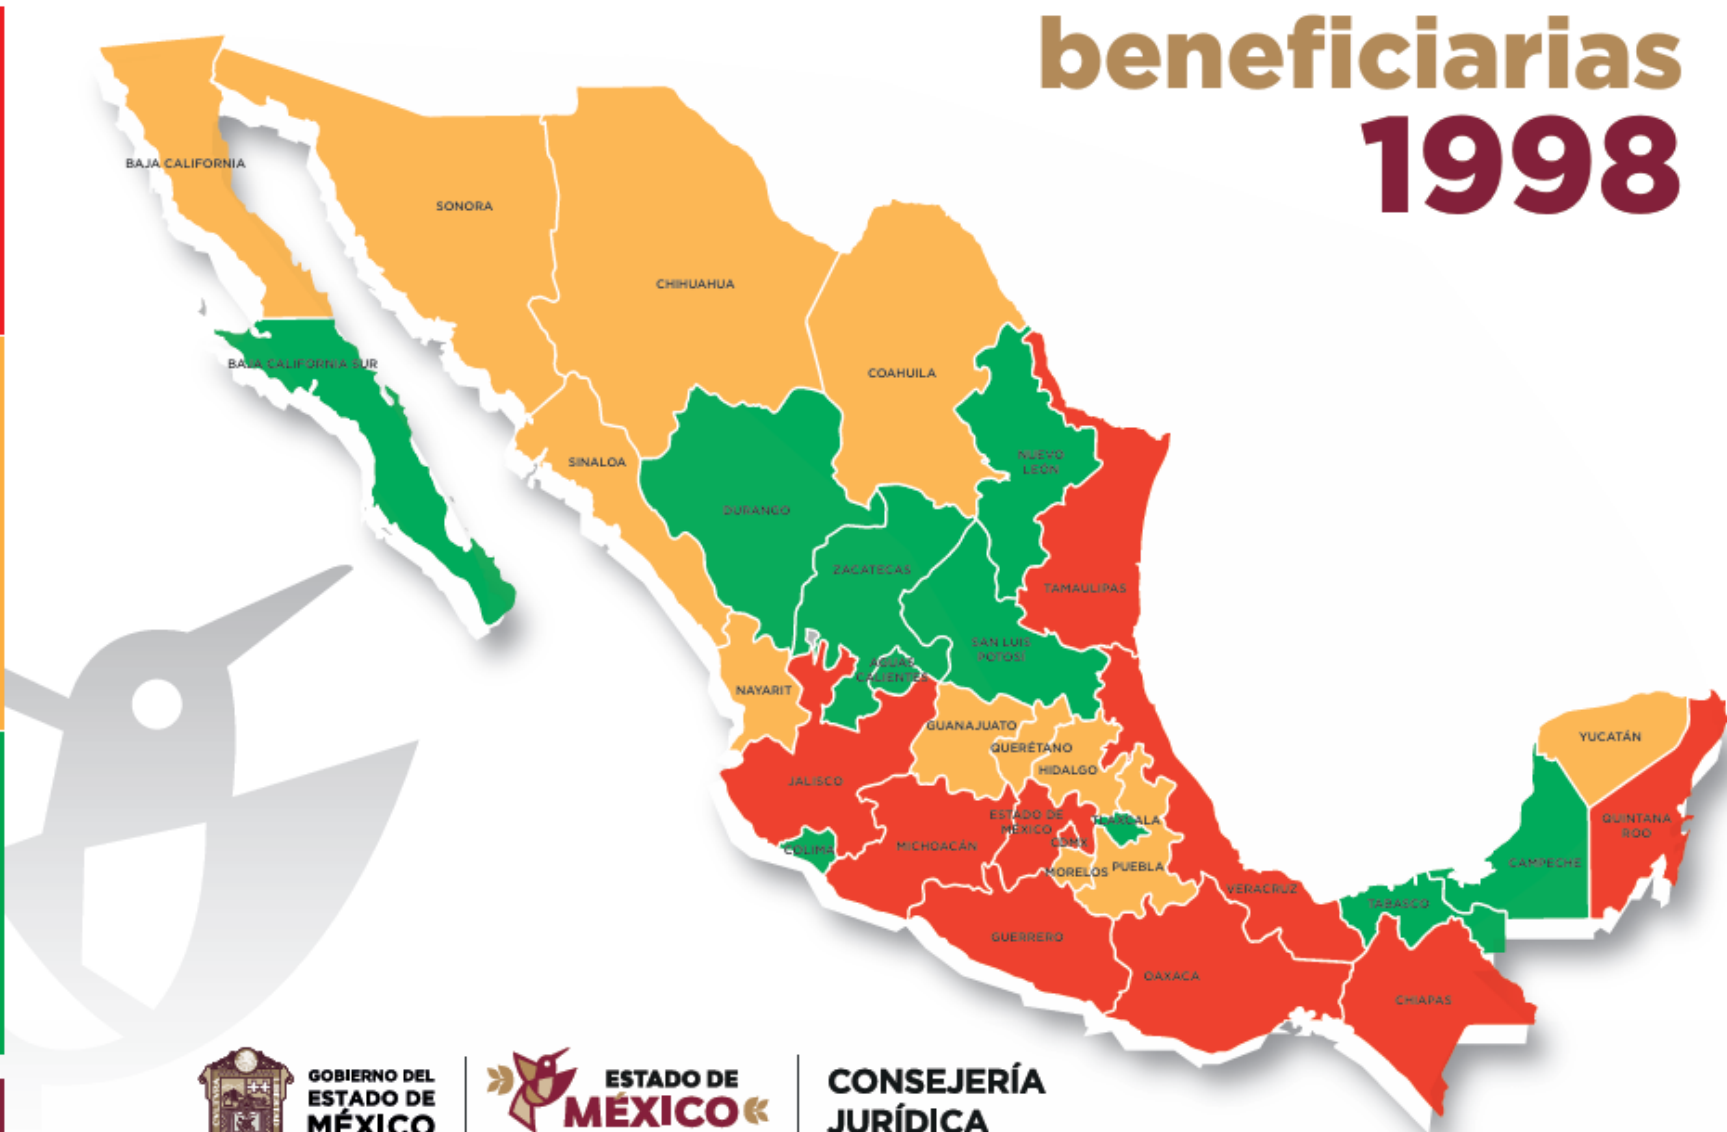 beneficiarias
1998
BAJA CALIFORNIA
SONORA
CHIHUAHUA
COAHUILA
BAJA CALIFORNIA SUR
NUEVO
LEÓN
SINALOA
DURANGO
ZACATECAS
TAMAULIPAS
SAN LUIS
POTOSÍ
AGUAS
CALIENTES
NAYARIT
GUANAJUATO
QUERÉTANO
HIDALGO
YUCATÁN
JALISCO
ESTADO DE
MÉXICO
TLAXCALA
QUINTANA
ROO
COLIMA
MICHOACÁN
CDMX
MORELOS
PUEBLA
CAMPECHE
VERACRUZ
TABASCO
GUERRERO
OAXACA
CHIAPAS
GOBIERNO DEL
ESTADO DE
MÉXICO
ESTADO DE
MÉXICO
CONSEJERÍA
JURÍDICA